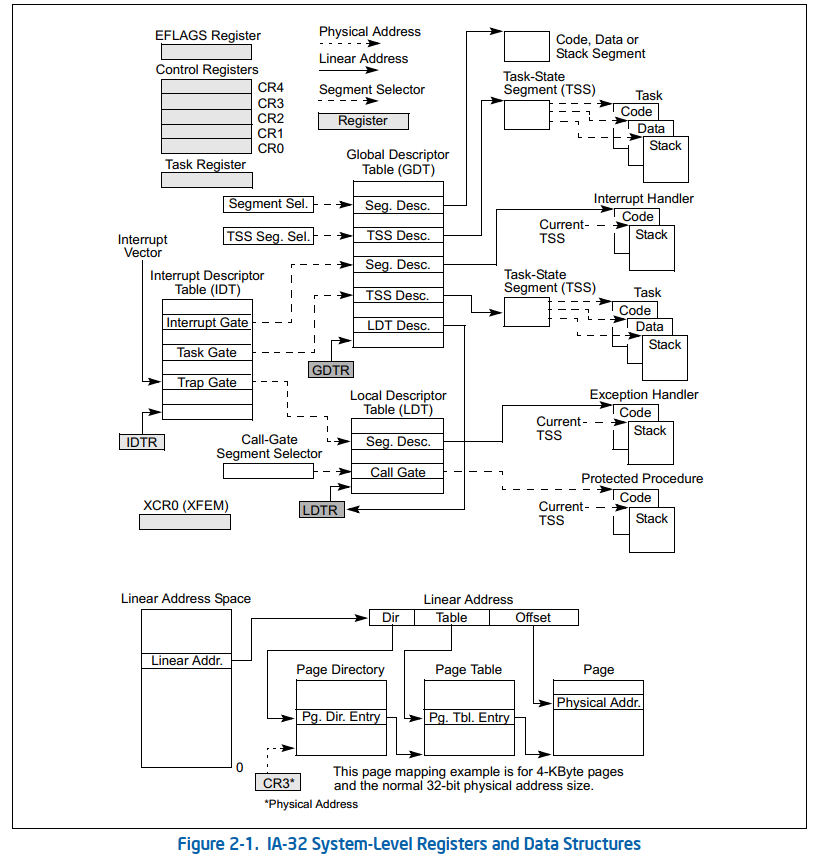 EFLAGS Register
Control Registers
CR4
CR3
CR2
CR1
CR0
Task Register
Physical Address
Linear Address
Segment Selector
Register
Global Descriptor
Table (GDT)
Segment Sel.
Seg. Desc.
TSS Seg. Sel.
TSS Desc.
Seg. Desc.
TSS Desc.
LDT Desc.
GDTR
Code, Data or
Stack Segment
Task-State
Segment (TSS)
Task
Code
Data
Stack
Interrupt Handler
Code
Current
TSS
Stack
Task-State
Segment (TSS)
Task
Code
Data
Stack
Interrupt
Vector
Interrupt Descriptor
Table (IDT)
Interrupt Gate
Task Gate
Trap Gate
IDTR
Call-Gate
Segment Selector
Local Descriptor
Table (LDT)
Seg. Desc.
Call Gate
LDTR
XCR0 (XFEM)
Exception Handler
Code
Current
TSS
Stack
Protected Procedure
Code
Current
TSS
Stack
Linear Address Space
Linear Addr.
0
Linear Address
Dir
Table
Offset
Page Directory
Pg. Dir. Entry
Page Table
Pg. Tbl. Entry
Page
Physical Addr.
CR3*
*Physical Address
This page mapping example is for 4-KByte pages
and the normal 32-bit physical address size.
Figure 2-1. IA-32 System-Level Registers and Data Structures